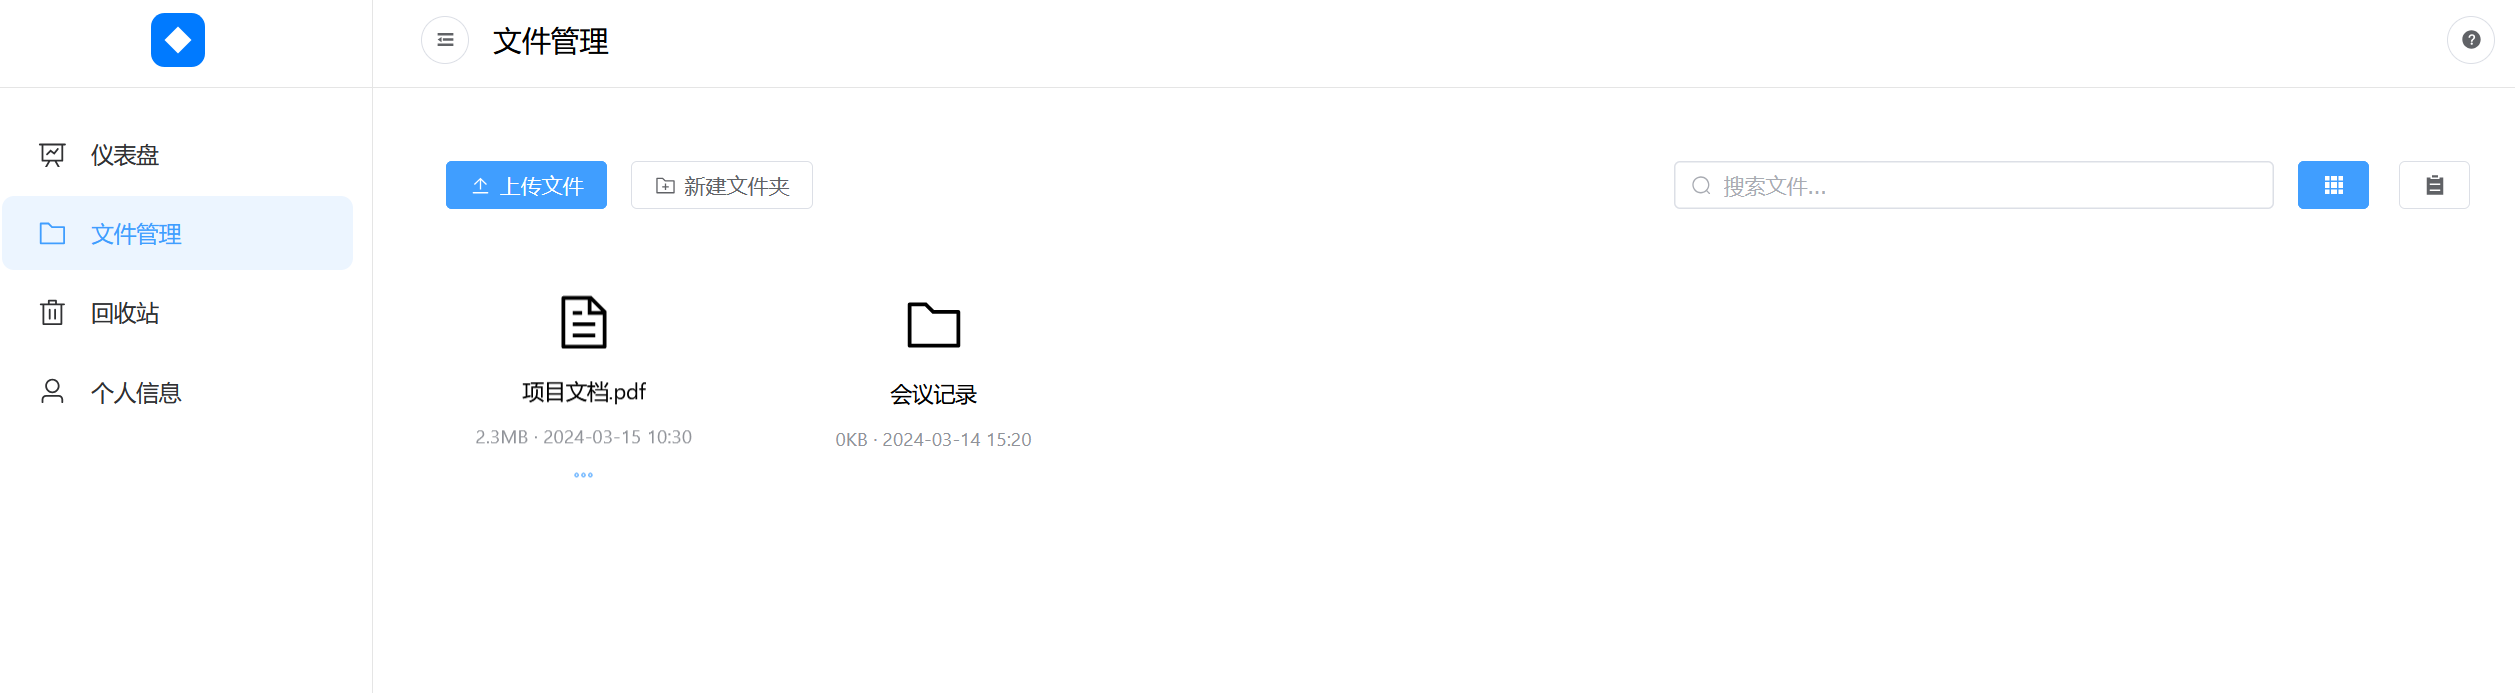 文件管理
仪表盘
文件管理
回收站
个人信息
上传文件
新建文件夹
搜索文件...
项目文档.pdf
2.3MB · 2024-03-15 10:30
会议记录
0KB · 2024-03-14 15:20